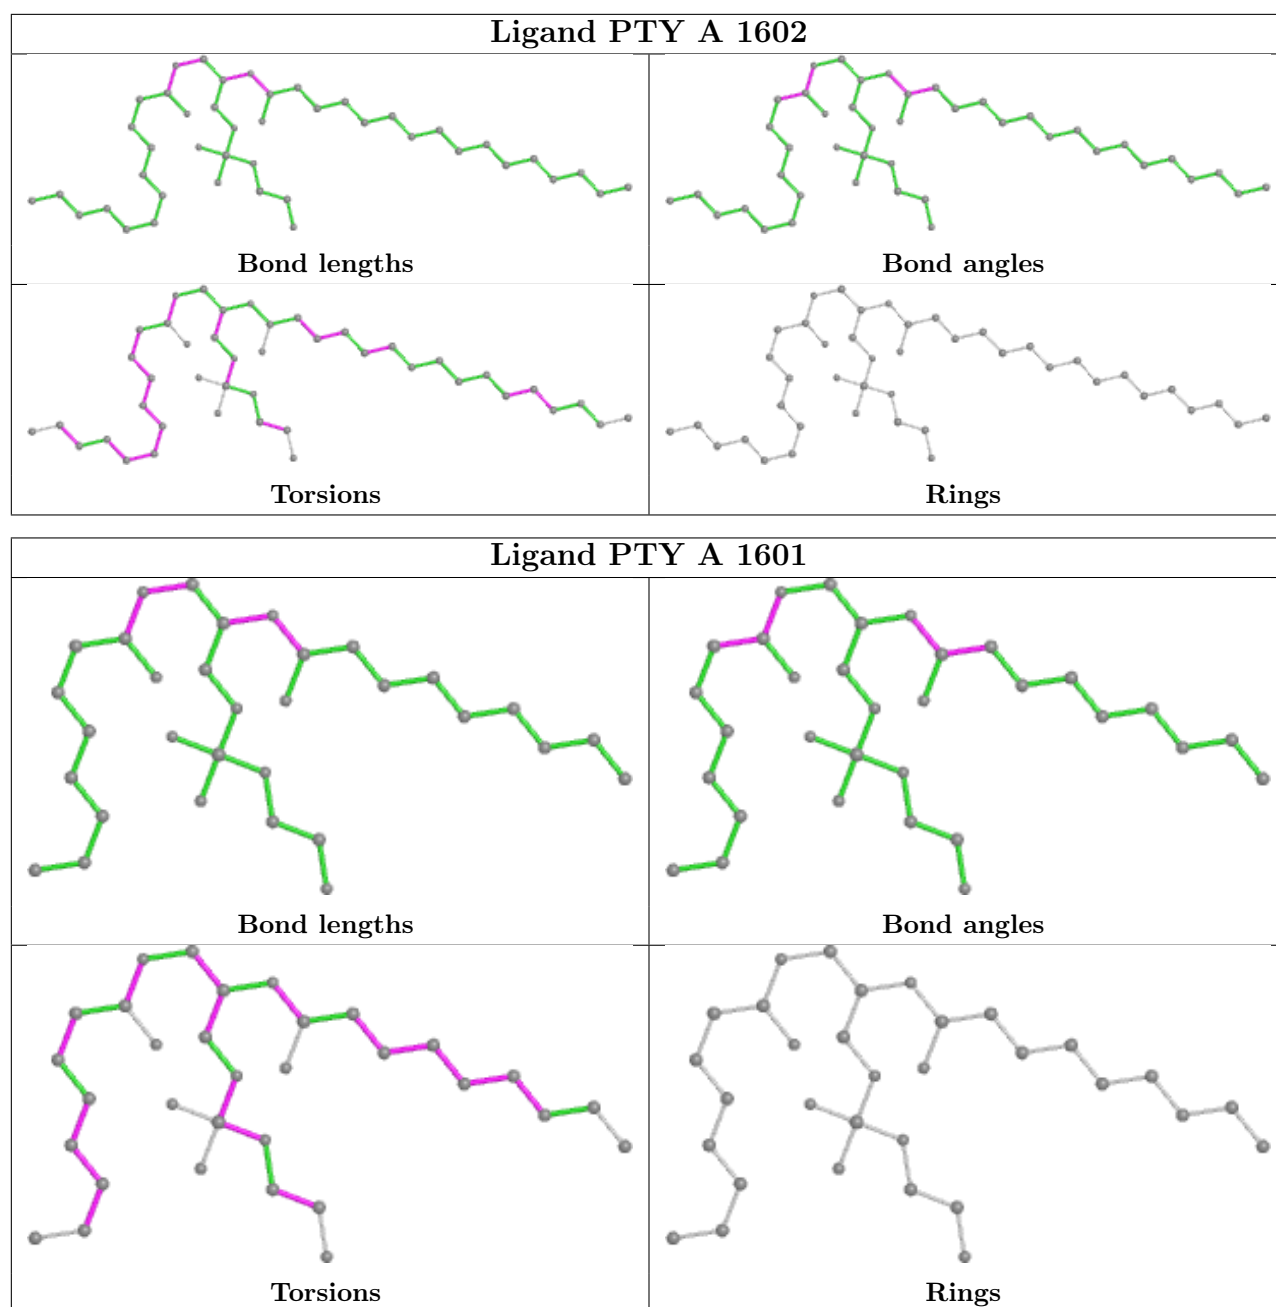 Ligand PTY A 1602
Bond lengths
Bond angles
Torsions
Rings
Ligand PTY A 1601
Bond lengths
Bond angles
Torsions
Rings